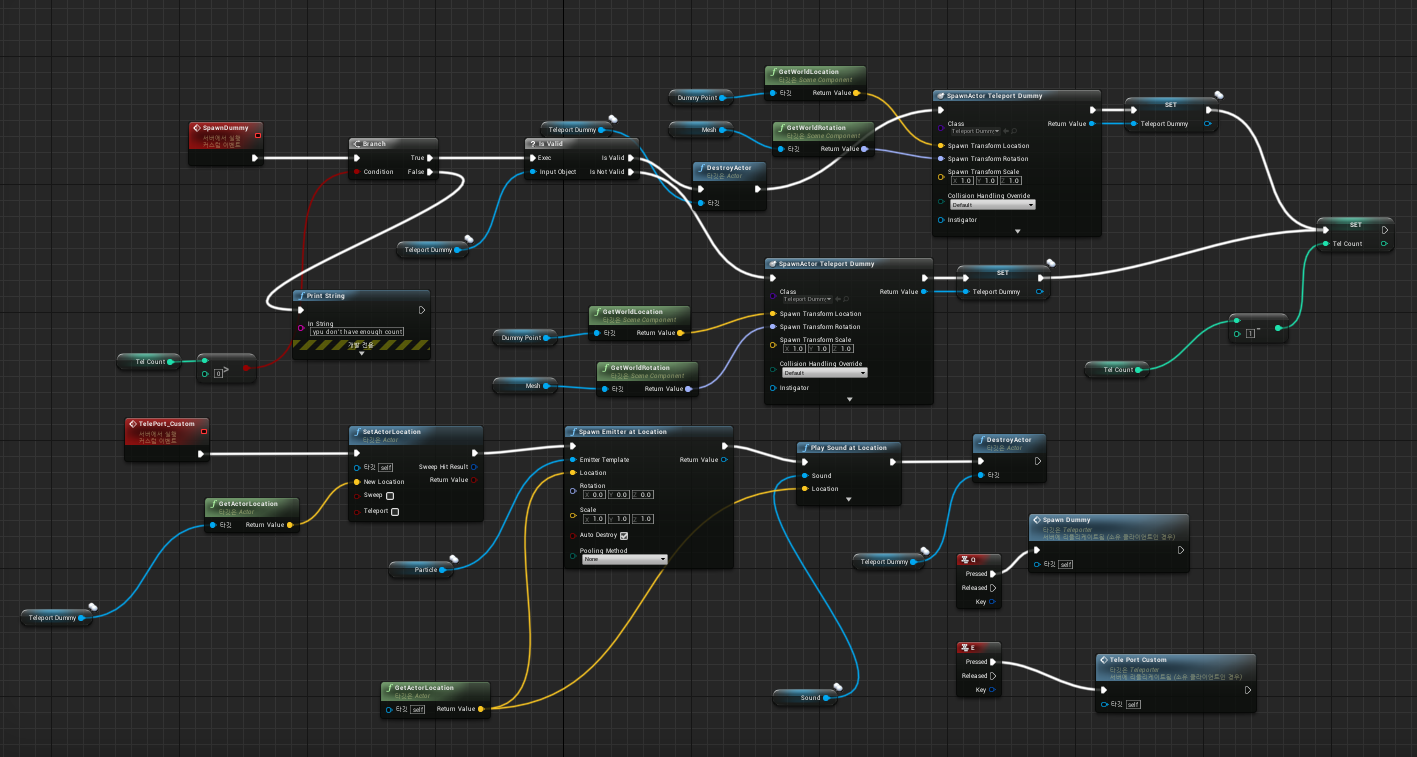 SpawnDummy
서버에서 실행
커스텀 이벤트
Branch
True
Condition
False
Teleport Dummy
Is Valid
Exec
Is Valid
Input Object
Is Not Valid
Teleport Dummy
Dummy Point
GetWorldLocation
타깃은 Scene Component
타깃
Return Value
Mesh
GetWorldRotation
타깃은 Scene Component
타깃
Return Value
DestroyActor
타깃은 Actor
타깃
SpawnActor Teleport Dummy
Class
Return Value
Teleport Dummy
Spawn Transform Location
Spawn Transform Rotation
Spawn Transform Scale
X 1.0 Y 1.0 Z 1.0
Collision Handling Override
Default
Instigator
SET
Teleport Dummy
SET
Tel Count
Print String
In String
ypu don't have enough count
개발 전용
Tel Count
0
>
Dummy Point
GetWorldLocation
타깃은 Scene Component
타깃
Return Value
Mesh
GetWorldRotation
타깃은 Scene Component
타깃
Return Value
SpawnActor Teleport Dummy
Class
Return Value
Teleport Dummy
Spawn Transform Location
Spawn Transform Rotation
Spawn Transform Scale
X 1.0 Y 1.0 Z 1.0
Collision Handling Override
Default
Instigator
SET
Teleport Dummy
Tel Count
1
-
TelePort_Custom
서버에서 실행
커스텀 이벤트
GetActorLocation
타깃은 Actor
타깃
Return Value
Teleport Dummy
SetActorLocation
타깃은 Actor
타깃 self
Sweep Hit Result
New Location
Return Value
Sweep
Teleport
Particle
Spawn Emitter at Location
Emitter Template
Return Value
Location
Rotation
X 0.0 Y 0.0 Z 0.0
Scale
X 1.0 Y 1.0 Z 1.0
Auto Destroy
Pooling Method
None
GetActorLocation
타깃은 Actor
타깃 self
Return Value
Play Sound at Location
Sound
Location
Sound
DestroyActor
타깃은 Actor
타깃
Teleport Dummy
Q
Pressed
Released
Key
Spawn Dummy
타깃은 Teleporter
서버에 리플리케이트됨 (소유 클라이언트인 경우)
타깃 self
E
Pressed
Released
Key
Tele Port Custom
타깃은 Teleporter
서버에 리플리케이트됨 (소유 클라이언트인 경우)
타깃 self